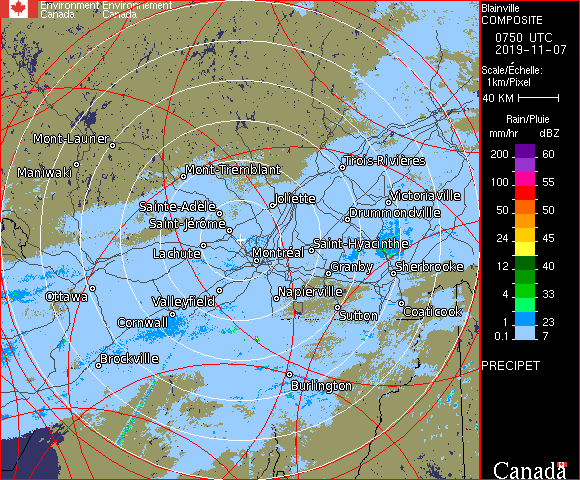 Environment Environnement
Canada Canada
Mont-Laurier
Maniwaki
Mont-Tremblant
Trois-Rivières
Sainte-Adèle
Joliette
Victoriaville
Saint-Jérôme
Drummondville
Lachute
Montréal
Saint-Hyacinthe
Granby
Sherbrooke
Ottawa
Valleyfield
Napierville
Cornwall
Sutton
Coaticook
Brockville
Burlington
Blainville
COMPOSITE
0750 UTC
2019-11-07
Scale/Échelle:
1km/Pixel
40 KM
Rain/Pluie
mm/hr dBZ
200 60
100 55
50 50
24 45
12 40
4 33
1 23
0.1 7
PRECIPET
Canada